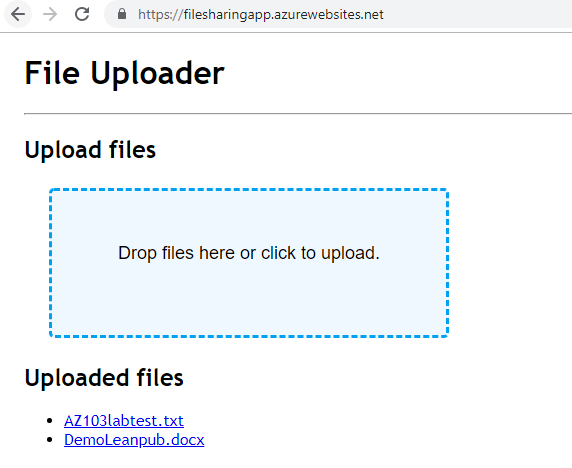 https://filesharingapp.azurewebsites.net
File Uploader
Upload files
Drop files here or click to upload.
Uploaded files
AZ103labtest.txt
DemoLeanpub.docx